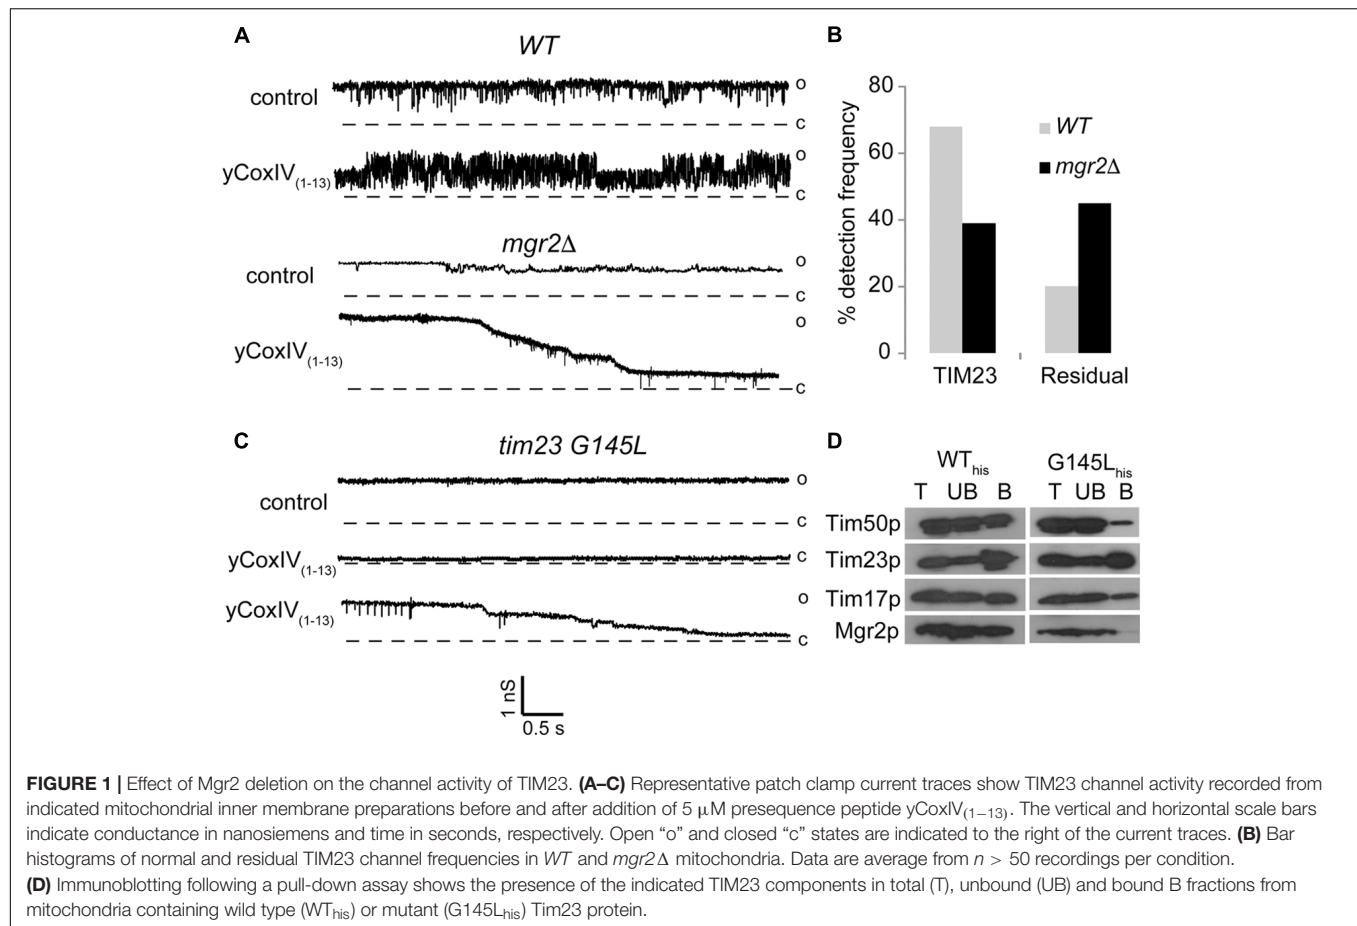 A
WT
control
o
c
yCoxIV(1-13)
o
c
mgr2Δ
control
o
c
yCoxIV(1-13)
o
c
B
% detection frequency
80
60
40
20
0
WT
mgr2Δ
TIM23
Residual
C
tim23 G145L
control
o
c
yCoxIV(1-13)
c
yCoxIV(1-13)
o
c
1 nS
0.5 s
D
WThis
G145Lhis
T UB B
T UB B
Tim50p
Tim23p
Tim17p
Mgr2p
FIGURE 1 | Effect of Mgr2 deletion on the channel activity of TIM23. (A–C) Representative patch clamp current traces show TIM23 channel activity recorded from
indicated mitochondrial inner membrane preparations before and after addition of 5 μM presequence peptide yCoxIV(1−13). The vertical and horizontal scale bars
indicate conductance in nanosiemens and time in seconds, respectively. Open “o” and closed “c” states are indicated to the right of the current traces. (B) Bar
histograms of normal and residual TIM23 channel frequencies in WT and mgr2Δ mitochondria. Data are average from n > 50 recordings per condition.
(D) Immunoblotting following a pull-down assay shows the presence of the indicated TIM23 components in total (T), unbound (UB) and bound B fractions from
mitochondria containing wild type (WThis) or mutant (G145Lhis) Tim23 protein.